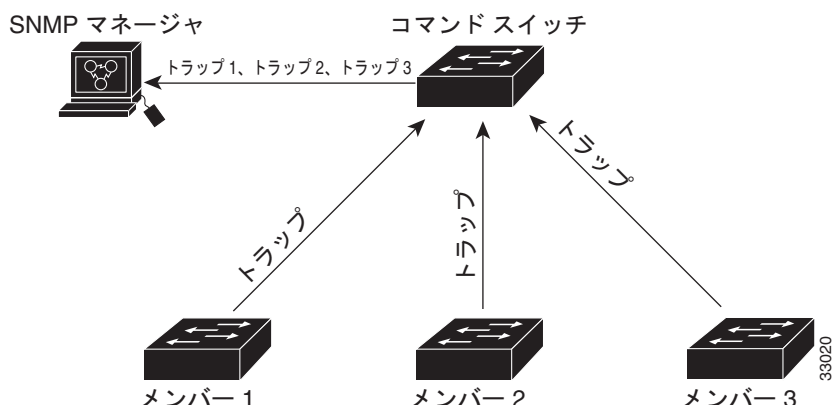 SNMP マネージャ
コマンド スイッチ
トラップ 1、トラップ 2、トラップ 3
トラップ
トラップ
トラップ
メンバー 1
メンバー 2
メンバー 3
33020